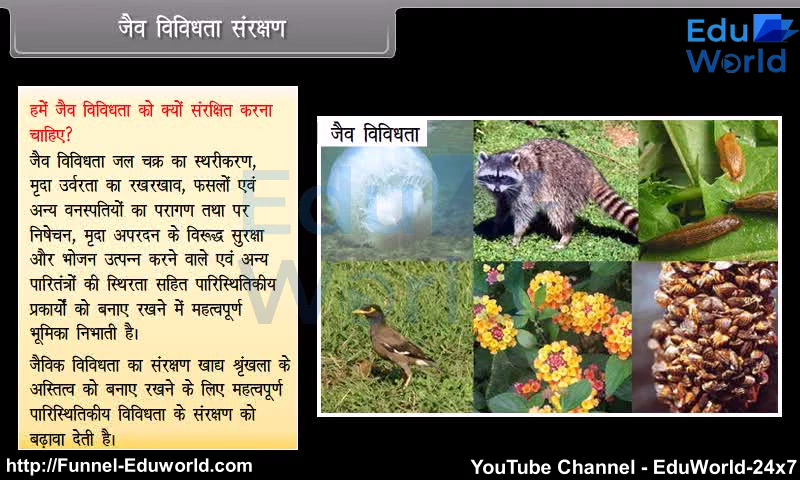 जैव विविधता संरक्षण
Edu
World
हमें जैव विविधता को क्यों संरक्षित करना
चाहिए?
जैव विविधता जल चक्र का स्थरीकरण,
मृदा उर्वरता का रखरखाव, फसलों एवं
अन्य वनस्पतियों का परागण तथा पर
निषेचन, मृदा अपरदन के विरूद्ध सुरक्षा
और भोजन उत्पन्न करने वाले एवं अन्य
पारितंत्रों की स्थिरता सहित पारिस्थितिकीय
प्रकार्यों को बनाए रखने में महत्वपूर्ण
भूमिका निभाती है।
जैविक विविधता का संरक्षण खाद्य श्रृंखला के
अस्तित्व को बनाए रखने के लिए महत्वपूर्ण
पारिस्थितिकीय विविधता के संरक्षण को
बढ़ावा देती है।
जैव विविधता
Edu
World
http://Funnel-Eduworld.com
YouTube Channel - EduWorld-24x7